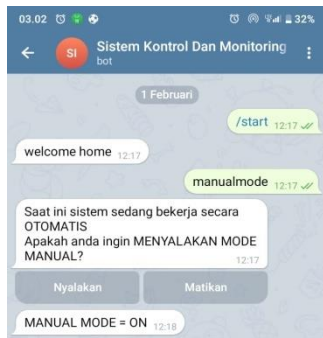 03.02 32%
SI Sistem Kontrol Dan Monitoring
bot
1 Februari
/start 12:17
welcome home 12:17
manualmode 12:17
Saat ini sistem sedang bekerja secara
OTOMATIS
Apakah anda ingin MENYALAKAN MODE
MANUAL?
12:17
Nyalakan Matikan
MANUAL MODE = ON 12:18